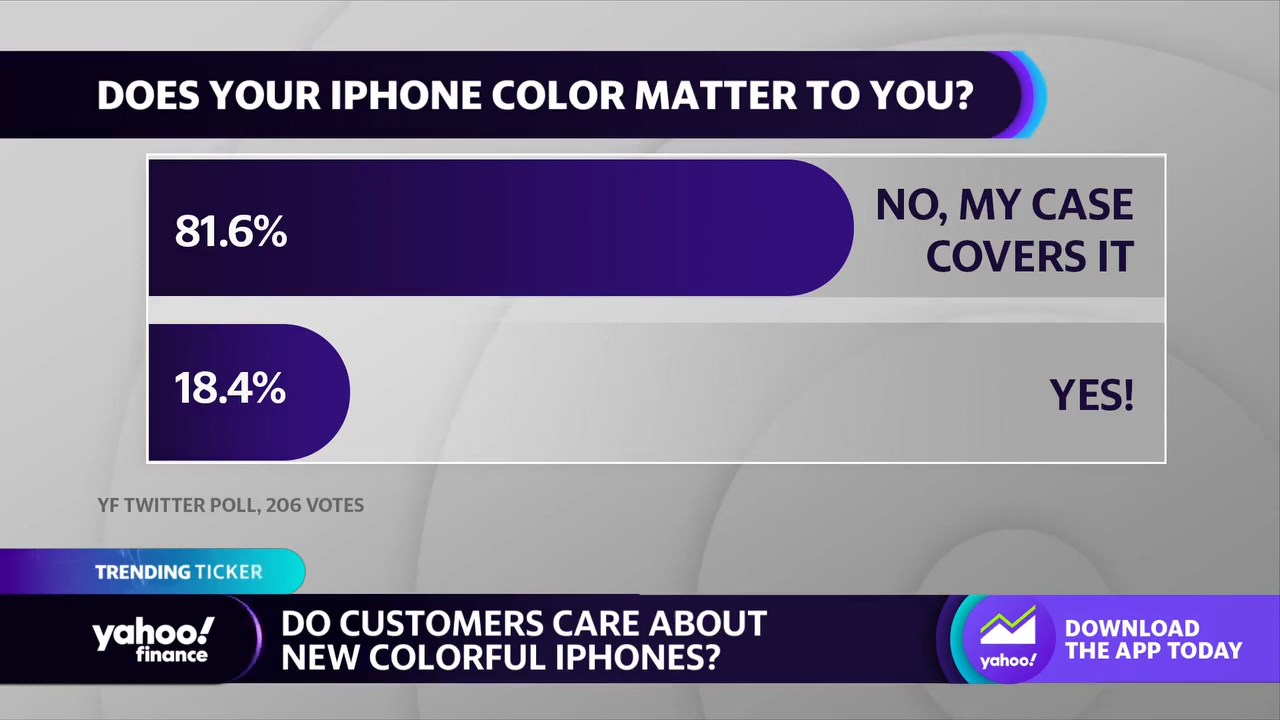 DOES YOUR IPHONE COLOR MATTER TO YOU?
81.6%
NO, MY CASE
COVERS IT
18.4%
YES!
YF TWITTER POLL, 206 VOTES
TRENDING TICKER
yahoo!
finance
DO CUSTOMERS CARE ABOUT
NEW COLORFUL IPHONES?
yahoo!
DOWNLOAD
THE APP TODAY